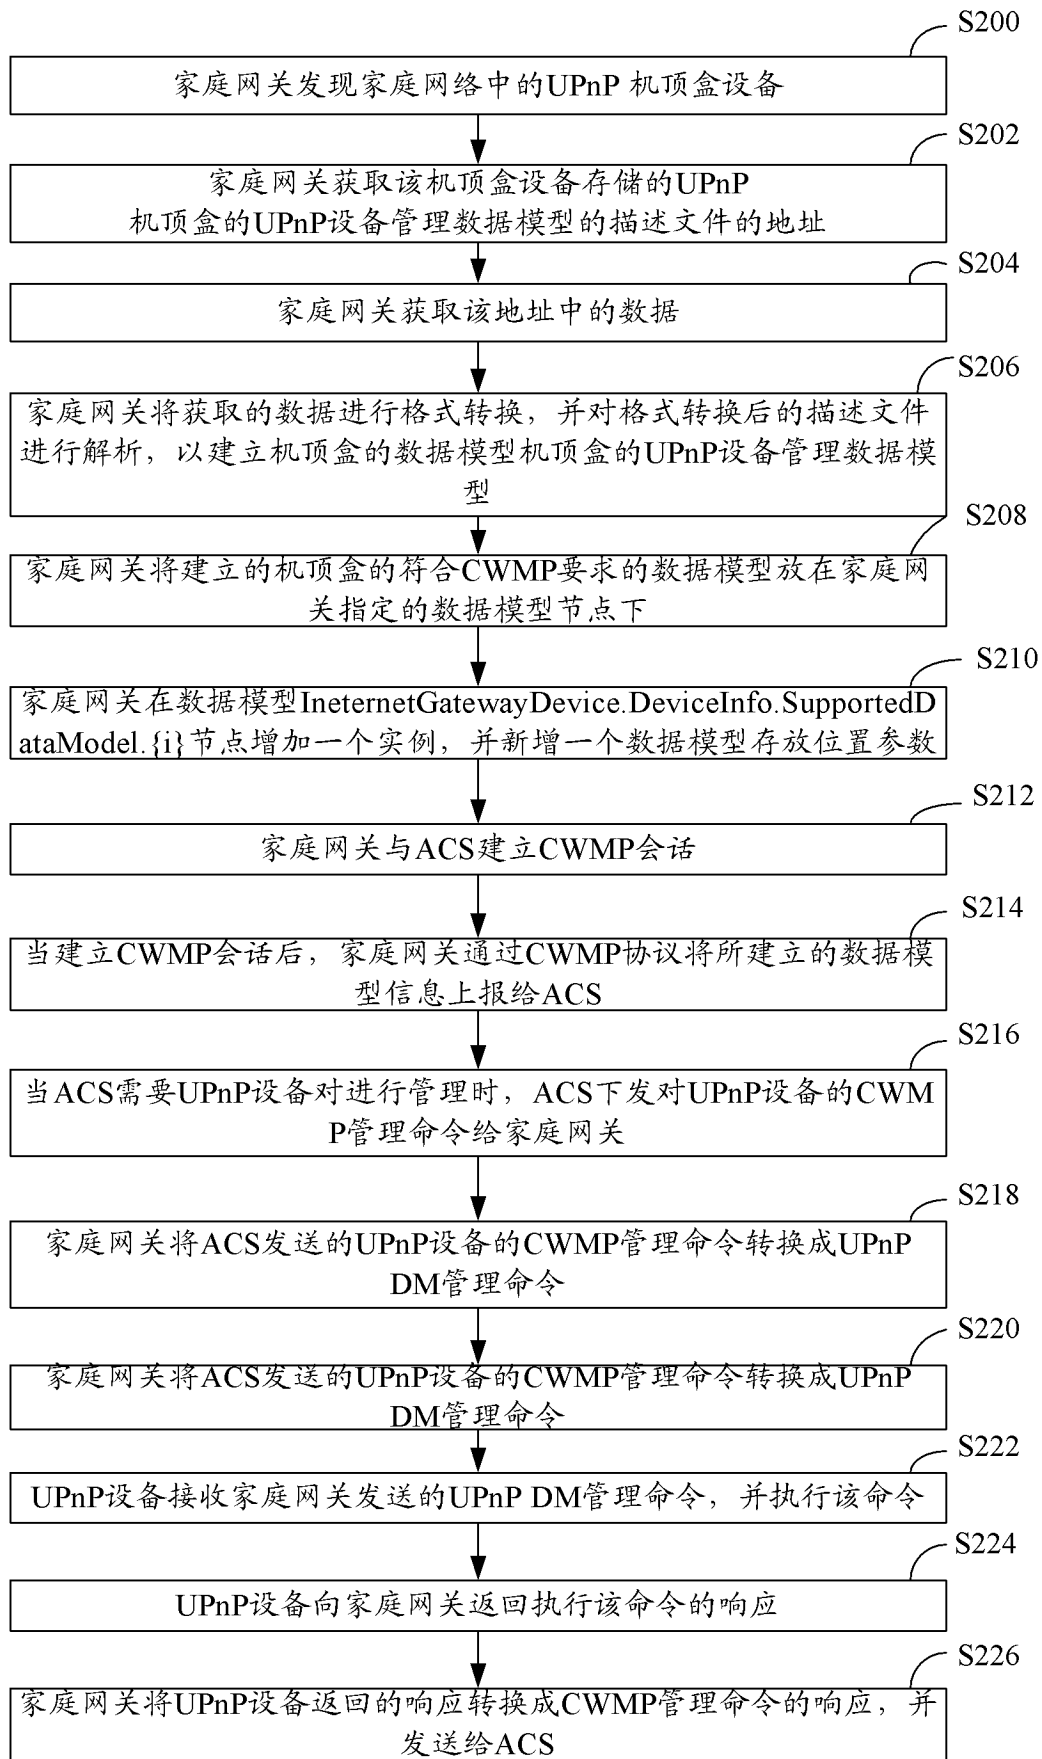 S200
家庭网关发现家庭网络中的UPnP 机顶盒设备
S202
家庭网关获取该机顶盒设备存储的UPnP
机顶盒的UPnP设备管理数据模型的描述文件的地址
S204
家庭网关获取该地址中的数据
S206
家庭网关将获取的数据进行格式转换，并对格式转换后的描述文件
进行解析，以建立机顶盒的数据模型机顶盒的UPnP设备管理数据模
型
S208
家庭网关将建立的机顶盒的符合CWMP要求的数据模型放在家庭网
关指定的数据模型节点下
S210
家庭网关在数据模型IneternetGatewayDevice.DeviceInfo.SupportedD
ataModel.{i}节点增加一个实例，并新增一个数据模型存放位置参数
S212
家庭网关与ACS建立CWMP会话
S214
当建立CWMP会话后，家庭网关通过CWMP协议将所建立的数据模
型信息上报给ACS
S216
当ACS需要UPnP设备对进行管理时，ACS下发对UPnP设备的CWM
P管理命令给家庭网关
S218
家庭网关将ACS发送的UPnP设备的CWMP管理命令转换成UPnP
DM管理命令
S220
家庭网关将ACS发送的UPnP设备的CWMP管理命令转换成UPnP
DM管理命令
S222
UPnP设备接收家庭网关发送的UPnP DM管理命令，并执行该命令
S224
UPnP设备向家庭网关返回执行该命令的响应
S226
家庭网关将UPnP设备返回的响应转换成CWMP管理命令的响应，并
发送给ACS